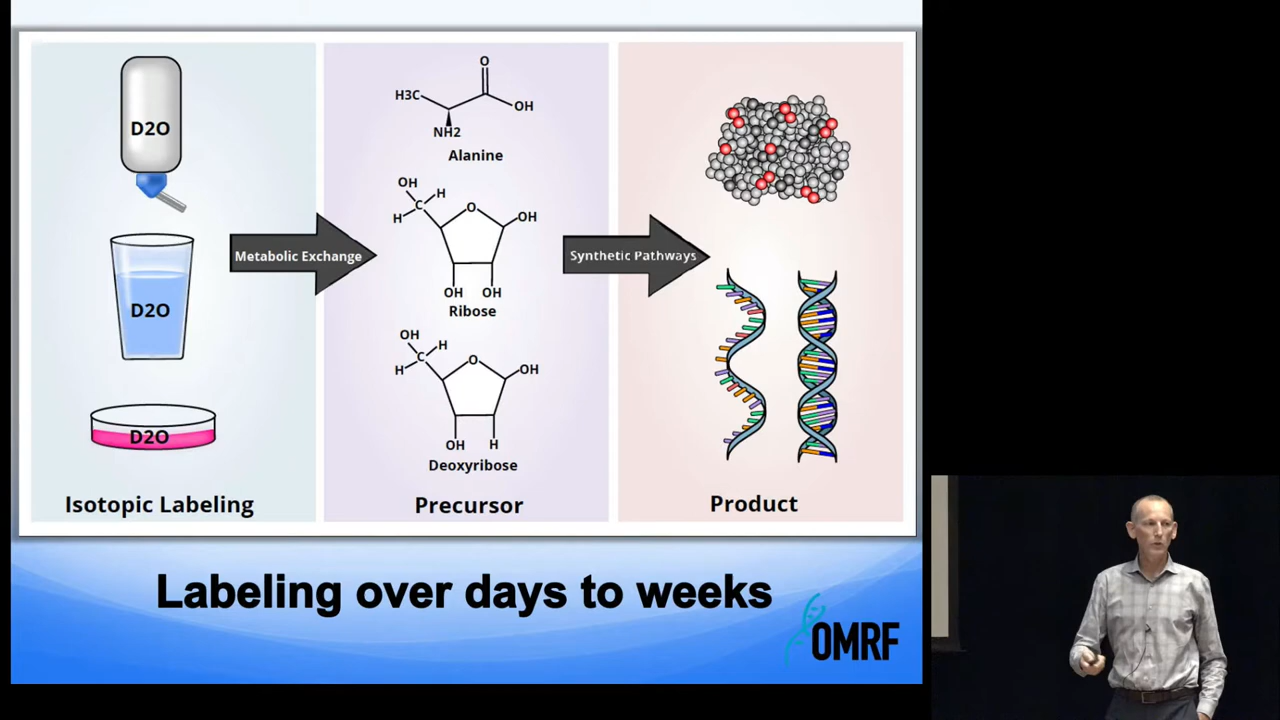 D2O
D2O
D2O
Isotopic Labeling
Metabolic Exchange
O
H3C
OH
NH2
Alanine
OH
H
C
H
O
OH
OH
OH
Ribose
OH
H
C
H
O
OH
OH
H
Deoxyribose
Precursor
Synthetic Pathways
Product
Labeling over days to weeks
OMRF